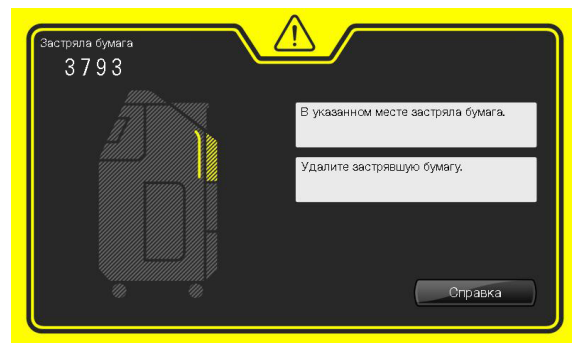 Застряла бумага
3793
В указанном месте застряла бумага.
Удалите застрявшую бумагу.
Справка